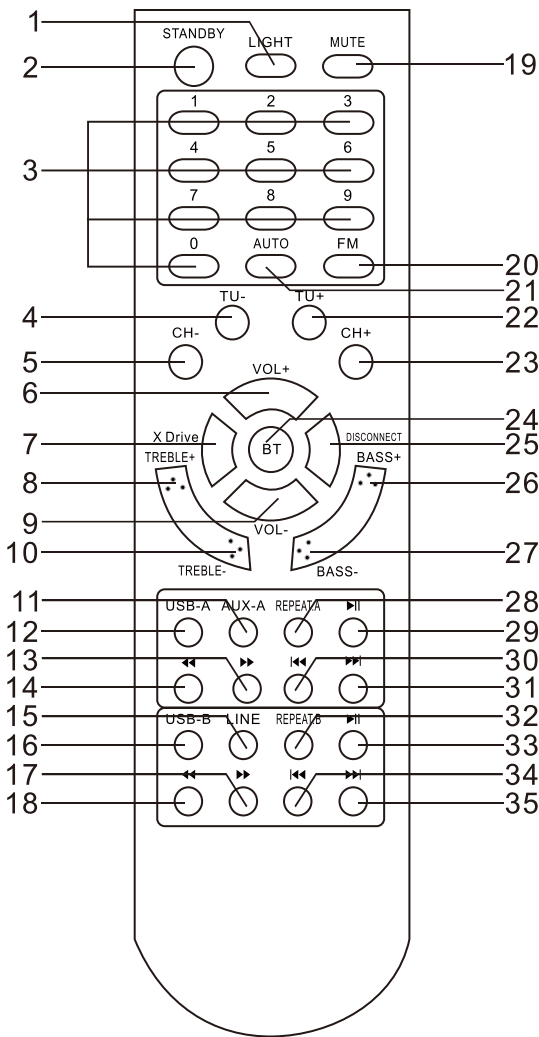 1
STANDBY LIGHT MUTE
2 19
1 2 3
4 5 6
3
7 8 9
0 AUTO FM
20
21
TU- TU+
4 22
CH- CH+
5 23
VOL+
6
24
X Drive BT DISCONNECT
7 25
TREBLE+ BASS+
8 26
9
VOL-
10 27
TREBLE- BASS-
11 28
USB-A AUX-A REPEAT.A ▶II
12 29
13 30
◀◀ ▶▶ I◀◀ ▶▶I
14 31
15 32
USB-B LINE REPEAT.B ▶II
16 33
17 34
◀◀ ▶▶ I◀◀ ▶▶I
18 35